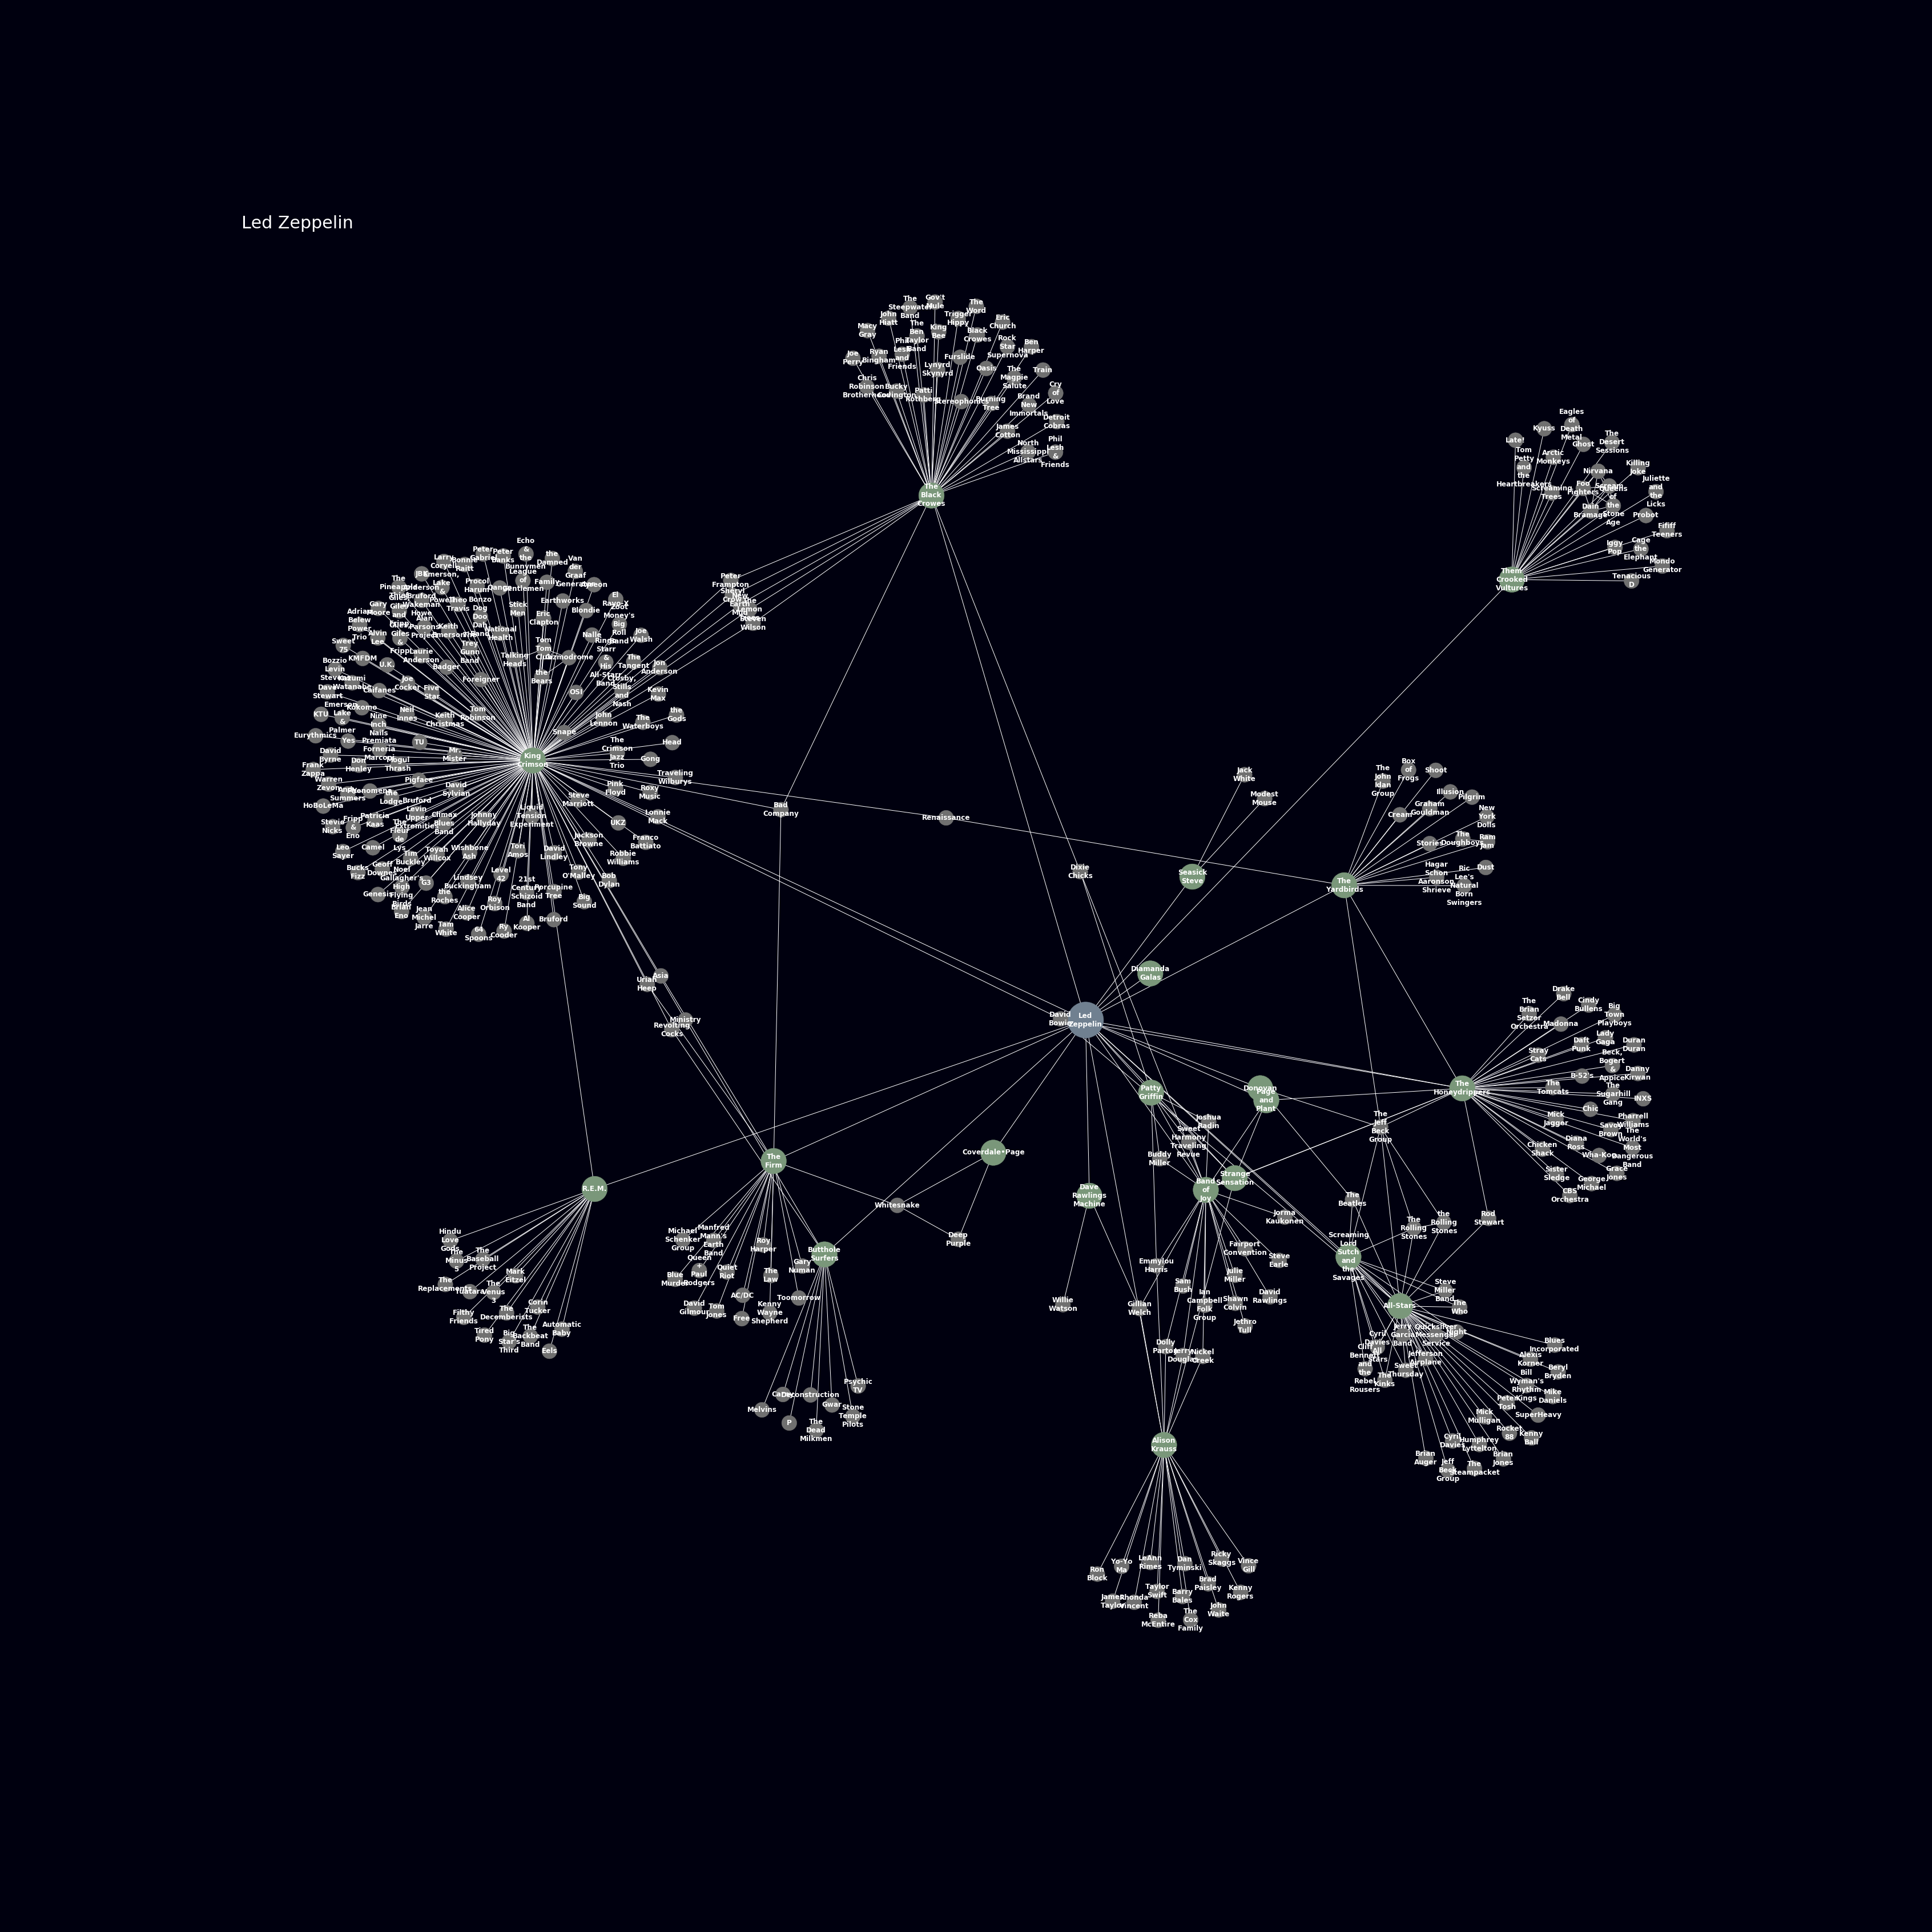 Led Zeppelin
The Steepwater Band
Gov't Mule
The Word
John Hiatt
Trigger Hippy
Eric Church
Macy Gray
The Ben Taylor Band
King Bee
Black Crowes
Rock Star Supernova
Ben Harper
Joe Perry
Ryan Bingham
Phil Lesh and Friends
Furslide
Lynyrd Skynyrd
Oasis
The Magpie Salute
Train
Chris Robinson Brotherhood
Bucky Covington
Patti Rothberg
Stereophonics
Burning Tree
Brand New Immortals
Cry of Love
James Cotton
Detroit Cobras
North Mississippi Allstars
Phil Lesh & Friends
The Black Crowes
Late!
Kyuss
Eagles of Death Metal
Ghost
The Desert Sessions
Tom Petty and the Heartbreakers
Arctic Monkeys
Nirvana
Killing Joke
Screaming Trees
Foo Fighters
Scream
Queens of the Stone Age
Juliette and the Licks
Dain Bramage
Probot
Fififf Teeners
Iggy Pop
Cage the Elephant
Mondo Generator
Tenacious D
Them Crooked Vultures
Echo & the Bunnymen
the Damned
Van der Graaf Generator
Peter Gabriel
Peter Banks
Larry Coryell
Bonnie Raitt
League of Gentlemen
Family
Procol Harum
Earthworks
Blondie
El Rayo-X
Zoot Money's Big Roll Band
Joe Walsh
Stick Men
Eric Clapton
National Health
Bonzo Dog Doo Dah Band
Theo Travis
Gary Moore
Adrian Belew Power Trio
Alan Parsons Project
Keith Emerson
The Trey Gunn Band
Alvin Lee
Sweet 75
KMFDM
U.K.
Laurie Anderson
Badger
Talking Heads
Tom Tom Club
Gizmodrome
Ringo Starr & His All-Starr Band
The Tangent
Jon Anderson
the Bears
Foreigner
OSI
Crosby, Stills and Nash
Kevin Max
Bozzio Levin Stevens
Kazumi Watanabe
Caifanes
Joe Cocker
Five Star
Dave Stewart
Emerson Lake & Palmer
Kokomo
Neil Innes
Keith Christmas
Tom Robinson
John Lennon
The Waterboys
the Gods
KTU
Nine Inch Nails
Snape
Eurythmics
Yes
Premiata Forneria Marconi
TU
Mr. Mister
The Crimson Jazz Trio
Head
Gong
David Byrne
Don Henley
Mogul Thrash
King Crimson
Frank Zappa
Warren Zevon
Pigface
David Sylvian
Traveling Wilburys
Pink Floyd
Roxy Music
Andy Summers
Phenomena
the Lodge
HoBoLeMa
Bruford Levin Upper Extremities
Climax Blues Band
Johnny Hallyday
Liquid Tension Experiment
Steve Marriott
UKZ
Lonnie Mack
Stevie Nicks
Fripp & Eno
Patricia Kaas
The Fleur de Lys
Jackson Browne
Franco Battiato
Robbie Williams
Leo Sayer
Camel
Tim Buckley
Toyah Willcox
Wishbone Ash
Tori Amos
David Lindley
Tony O'Malley
Bob Dylan
Bucks Fizz
Geoff Downes
Noel Gallagher's High Flying Birds
G3
Lindsey Buckingham
Level 42
21st Century Schizoid Band
Porcupine Tree
Big Sound
Genesis
Brian Eno
Jean Michel Jarre
the Roches
Alice Cooper
Roy Orbison
Al Kooper
Bruford
Tam White
64 Spoons
Ry Cooder
Peter Frampton
Sheryl Crow
Steven Wilson
Bad Company
Renaissance
Jack White
Modest Mouse
Seasick Steve
Dixie Chicks
Box of Frogs
Shoot
The John Idan Group
Illusion
Pilgrim
Cream
Graham Gouldman
New York Dolls
Stories
The Doughboys
Ram Jam
Hagar Schon Aaronson Shrieve
Ric Lee's Natural Born Swingers
Dust
The Yardbirds
Uriah Heep
Asia
Ministry
Revolting Cocks
Diamanda Galas
David Bowie
Led Zeppelin
Drake Bell
The Brian Setzer Orchestra
Cindy Bullens
Big Town Playboys
Madonna
Stray Cats
Daft Punk
Lady Gaga
Duran Duran
Beck, Bogert & Appice
B-52's
Danny Kirwan
The Tomcats
The Sugarhill Gang
INXS
Chic
Mick Jagger
Pharrell Williams
Savoy Brown
The World's Most Dangerous Band
Chicken Shack
Diana Ross
Wha-Koo
Sister Sledge
Grace Jones
George Michael
CBS Orchestra
The Honeydrippers
Patty Griffin
Donovan
Page and Plant
Joshua Radin
Sweet Harmony Traveling Revue
Buddy Miller
The Jeff Beck Group
Coverdale•Page
The Firm
R.E.M.
Strange Sensation
Band of Joy
Dave Rawlings Machine
Whitesnake
Deep Purple
Jorma Kaukonen
The Beatles
The Rolling Stones
the Rolling Stones
Rod Stewart
Hindu Love Gods
The Minus 5
The Baseball Project
The Replacements
Tuatara
The Venus 3
Mark Eitzel
Filthy Friends
The Decemberists
Corin Tucker
Tired Pony
Big Star's Third
The Backbeat Band
Automatic Baby
Eels
Michael Schenker Group
Manfred Mann's Earth Band
Roy Harper
Butthole Surfers
Gary Numan
Queen + Paul Rodgers
Quiet Riot
The Law
Blue Murder
David Gilmour
Tom Jones
AC/DC
Free
Kenny Wayne Shepherd
Toomorrow
Melvins
Deconstruction
Psychic TV
P
Gwar
The Dead Milkmen
Stone Temple Pilots
Fairport Convention
Steve Earle
Emmylou Harris
Julie Miller
Sam Bush
Shawn Colvin
David Rawlings
Willie Watson
Gillian Welch
Ian Campbell Folk Group
Jethro Tull
Dolly Parton
Jerry Douglas
Nickel Creek
Alison Krauss
Screaming Lord Sutch and the Savages
Steve Miller Band
The Who
All-Stars
Cyril Davies All Stars
Jerry Garcia Band
Quicksilver Messenger Service
Night
Cliff Bennett and the Rebel Rousers
Jefferson Airplane
The Kinks
Sweet Thursday
Blues Incorporated
Alexis Korner
Beryl Bryden
Bill Wyman's Rhythm Kings
Mike Daniels
Peter Tosh
SuperHeavy
Mick Mulligan
Rocket 88
Kenny Ball
Cyril Davies
Humphrey Lyttelton
Brian Auger
Jeff Beck Group
The Steampacket
Brian Jones
Ron Block
Yo-Yo Ma
LeAnn Rimes
Dan Tyminski
Ricky Skaggs
Vince Gill
James Taylor
Rhonda Vincent
Taylor Swift
Barry Bales
Brad Paisley
Kenny Rogers
Reba McEntire
The Cox Family
John Waite